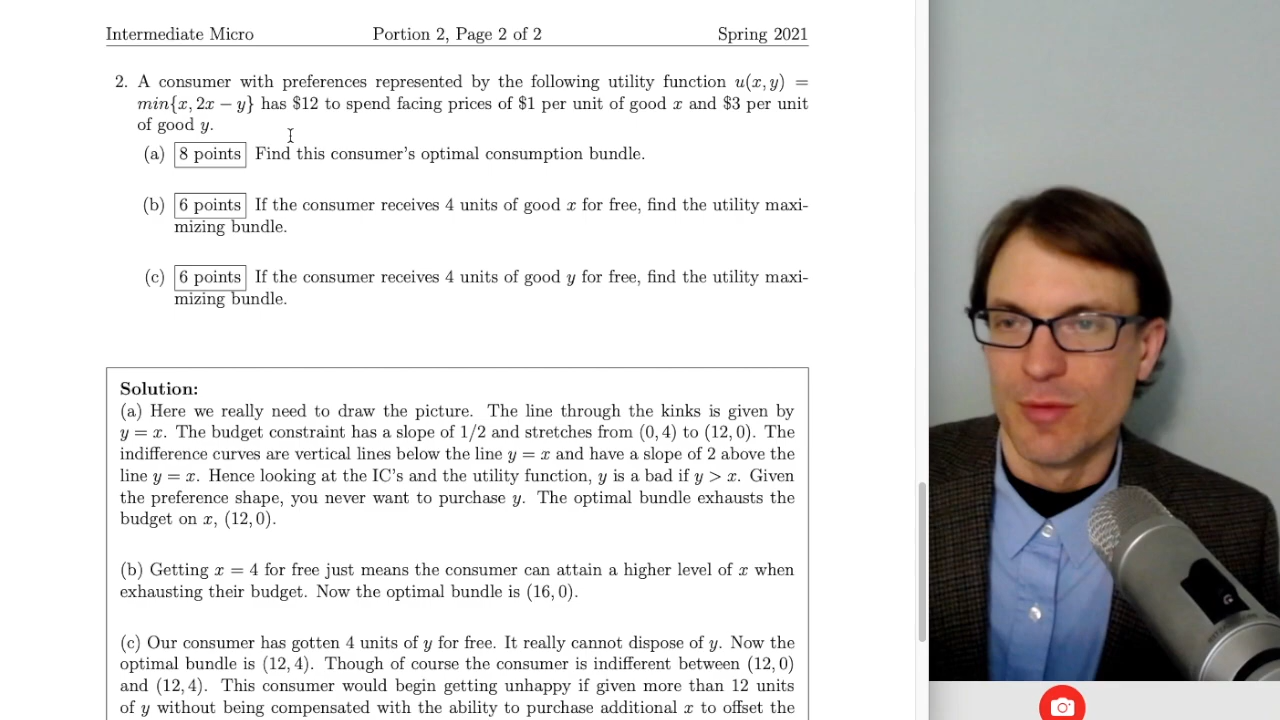 Intermediate Micro Portion 2, Page 2 of 2 Spring 2021
2. A consumer with preferences represented by the following utility function u(x, y) =
min{x, 2x − y} has $12 to spend facing prices of $1 per unit of good x and $3 per unit
of good y.
(a) 8 points Find this consumer's optimal consumption bundle.
(b) 6 points If the consumer receives 4 units of good x for free, find the utility maxi-
mizing bundle.
(c) 6 points If the consumer receives 4 units of good y for free, find the utility maxi-
mizing bundle.
Solution:
(a) Here we really need to draw the picture. The line through the kinks is given by
y = x. The budget constraint has a slope of 1/2 and stretches from (0, 4) to (12, 0). The
indifference curves are vertical lines below the line y = x and have a slope of 2 above the
line y = x. Hence looking at the IC's and the utility function, y is a bad if y > x. Given
the preference shape, you never want to purchase y. The optimal bundle exhausts the
budget on x, (12, 0).
(b) Getting x = 4 for free just means the consumer can attain a higher level of x when
exhausting their budget. Now the optimal bundle is (16, 0).
(c) Our consumer has gotten 4 units of y for free. It really cannot dispose of y. Now the
optimal bundle is (12, 4). Though of course the consumer is indifferent between (12, 0)
and (12, 4). This consumer would begin getting unhappy if given more than 12 units
of y without being compensated with the ability to purchase additional x to offset the